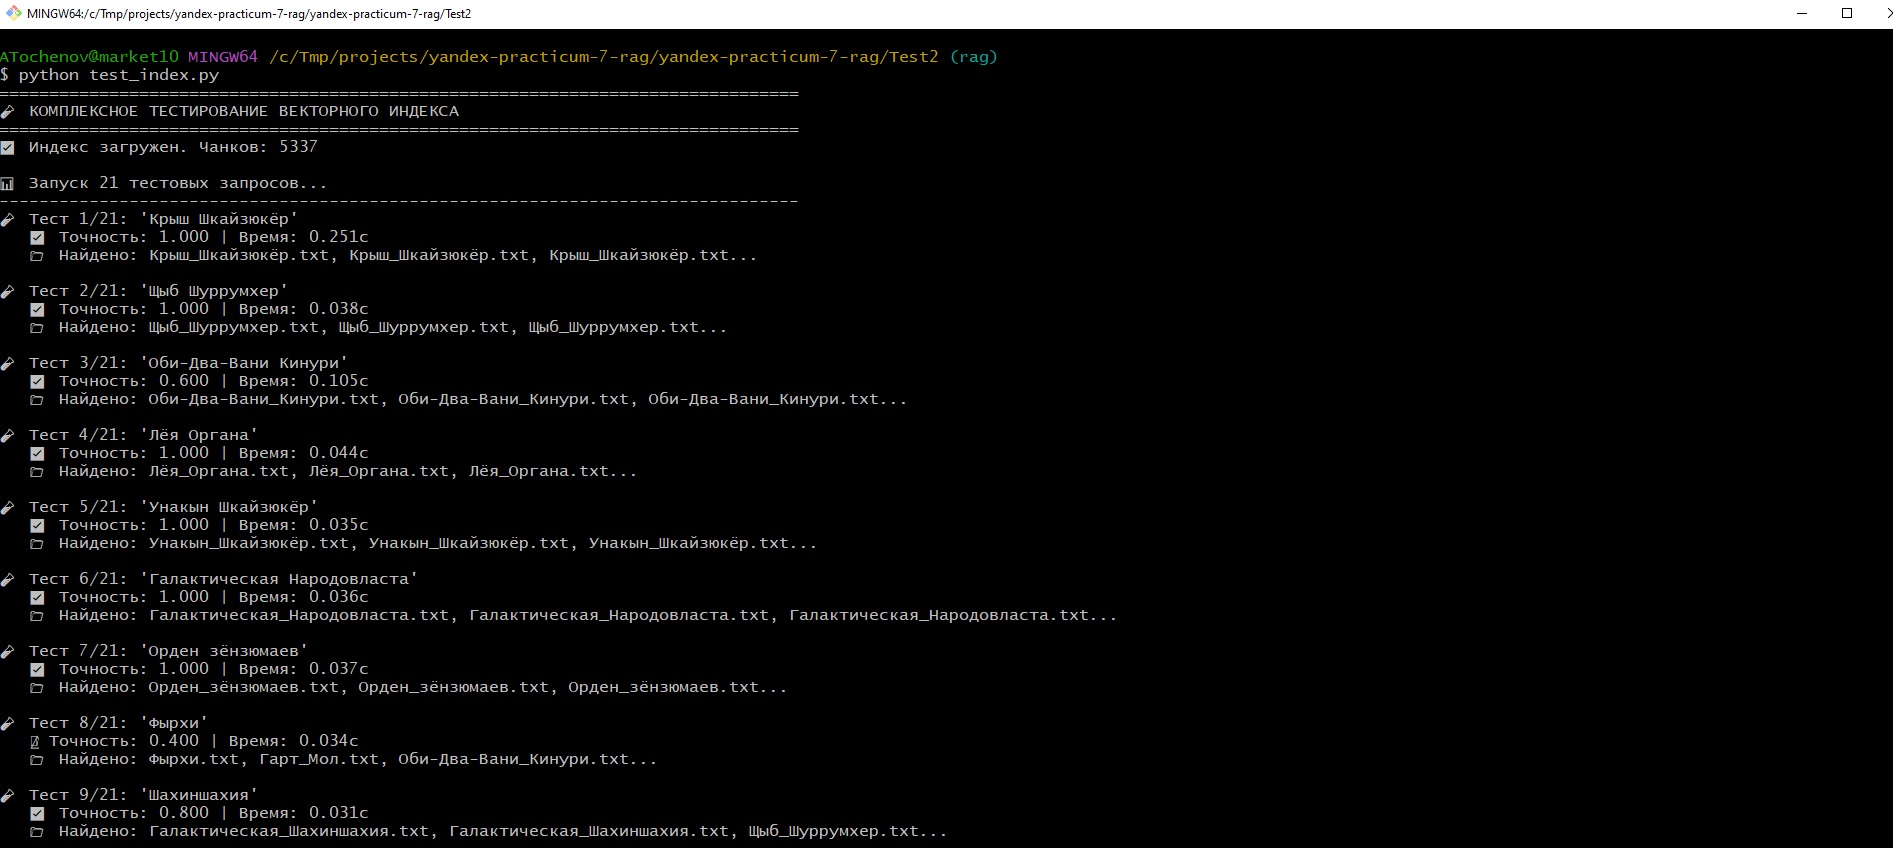 MINGW64:/c/Tmp/projects/yandex-practicum-7-rag/yandex-practicum-7-rag/Test2
ATochenov@market10 MINGW64 /c/Tmp/projects/yandex-practicum-7-rag/yandex-practicum-7-rag/Test2 (rag)
$ python test_index.py
================================================================================
КОМПЛЕКСНОЕ ТЕСТИРОВАНИЕ ВЕКТОРНОГО ИНДЕКСА
================================================================================
Индекс загружен. Чанков: 5337
Запуск 21 тестовых запросов...
--------------------------------------------------------------------------------
Тест 1/21: 'Крыш Шкайзюкёр'
Точность: 1.000 | Время: 0.251с
Найдено: Крыш_Шкайзюкёр.txt, Крыш_Шкайзюкёр.txt, Крыш_Шкайзюкёр.txt...
Тест 2/21: 'Щыб Шуррумхер'
Точность: 1.000 | Время: 0.038с
Найдено: Щыб_Шуррумхер.txt, Щыб_Шуррумхер.txt, Щыб_Шуррумхер.txt...
Тест 3/21: 'Оби-Два-Вани Кинури'
Точность: 0.600 | Время: 0.105с
Найдено: Оби-Два-Вани_Кинури.txt, Оби-Два-Вани_Кинури.txt, Оби-Два-Вани_Кинури.txt...
Тест 4/21: 'Лёя Органа'
Точность: 1.000 | Время: 0.044с
Найдено: Лёя_Органа.txt, Лёя_Органа.txt, Лёя_Органа.txt...
Тест 5/21: 'Унакын Шкайзюкёр'
Точность: 1.000 | Время: 0.035с
Найдено: Унакын_Шкайзюкёр.txt, Унакын_Шкайзюкёр.txt, Унакын_Шкайзюкёр.txt...
Тест 6/21: 'Галактическая Народовласта'
Точность: 1.000 | Время: 0.036с
Найдено: Галактическая_Народовласта.txt, Галактическая_Народовласта.txt, Галактическая_Народовласта.txt...
Тест 7/21: 'Орден зёнзюмаев'
Точность: 1.000 | Время: 0.037с
Найдено: Орден_зёнзюмаев.txt, Орден_зёнзюмаев.txt, Орден_зёнзюмаев.txt...
Тест 8/21: 'Фырхи'
Точность: 0.400 | Время: 0.034с
Найдено: Фырхи.txt, Гарт_Мол.txt, Оби-Два-Вани_Кинури.txt...
Тест 9/21: 'Шахиншахия'
Точность: 0.800 | Время: 0.031с
Найдено: Галактическая_Шахиншахия.txt, Галактическая_Шахиншахия.txt, Щыб_Шуррумхер.txt...